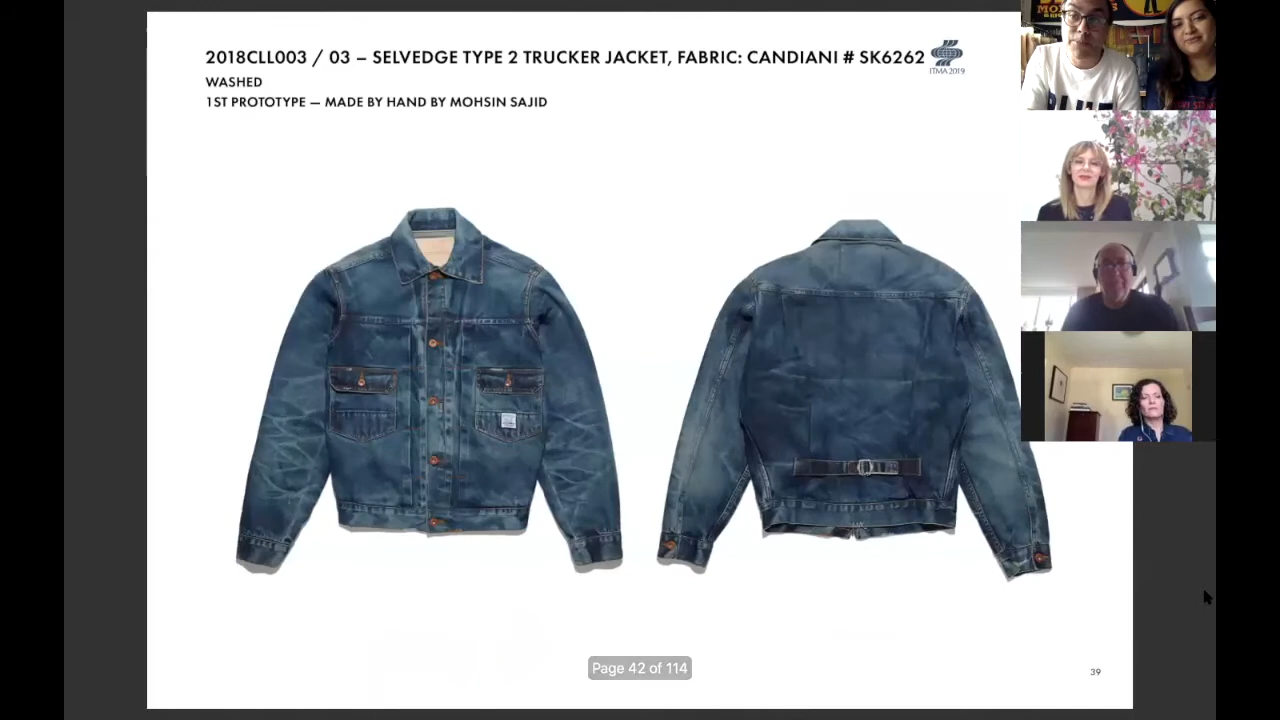 2018CLL003 / 03 – SELVEDGE TYPE 2 TRUCKER JACKET, FABRIC: CANDIANI # SK6262
ITMA 2019
WASHED
1ST PROTOTYPE — MADE BY HAND BY MOHSIN SAJID
Page 42 of 114
39